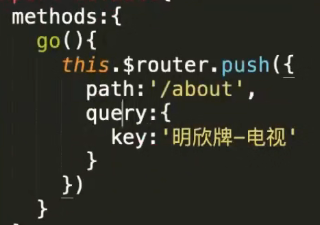 methods:{
go(){
this.$router.push({
path:'/about',
query:{
key:'明欣牌-电视'
}
})
}